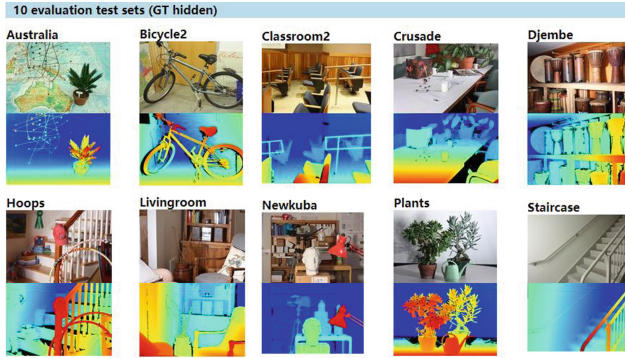 10 evaluation test sets (GT hidden)
Australia
Bicycle2
Classroom2
Crusade
Djembe
Hoops
Livingroom
Newkuba
Plants
Staircase